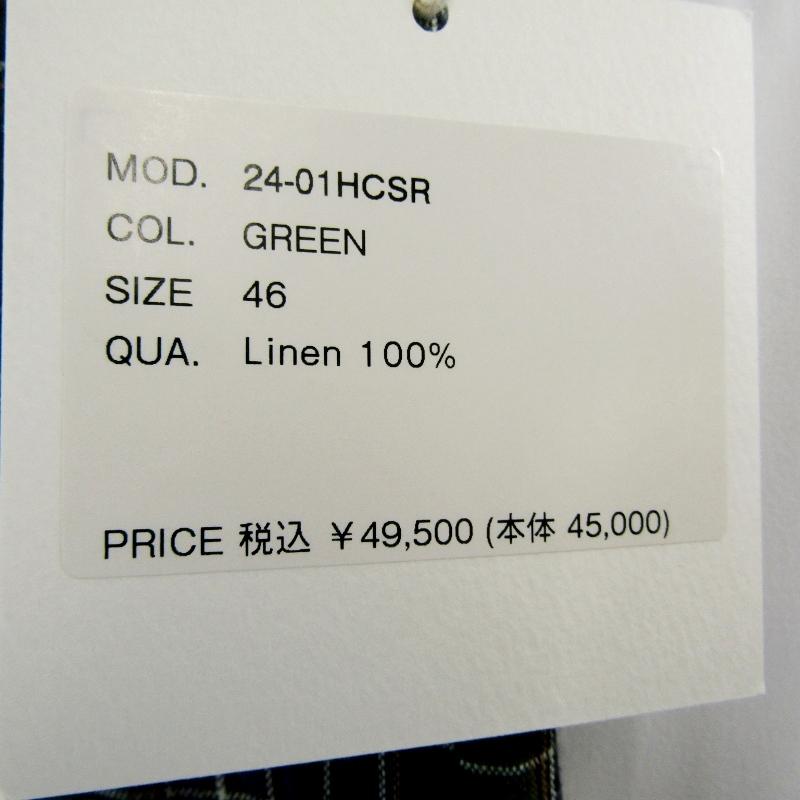 MOD. 24-01HCSR
COL. GREEN
SIZE 46
QUA. Linen 100%
PRICE 税込 ￥49,500 (本体 45,000)